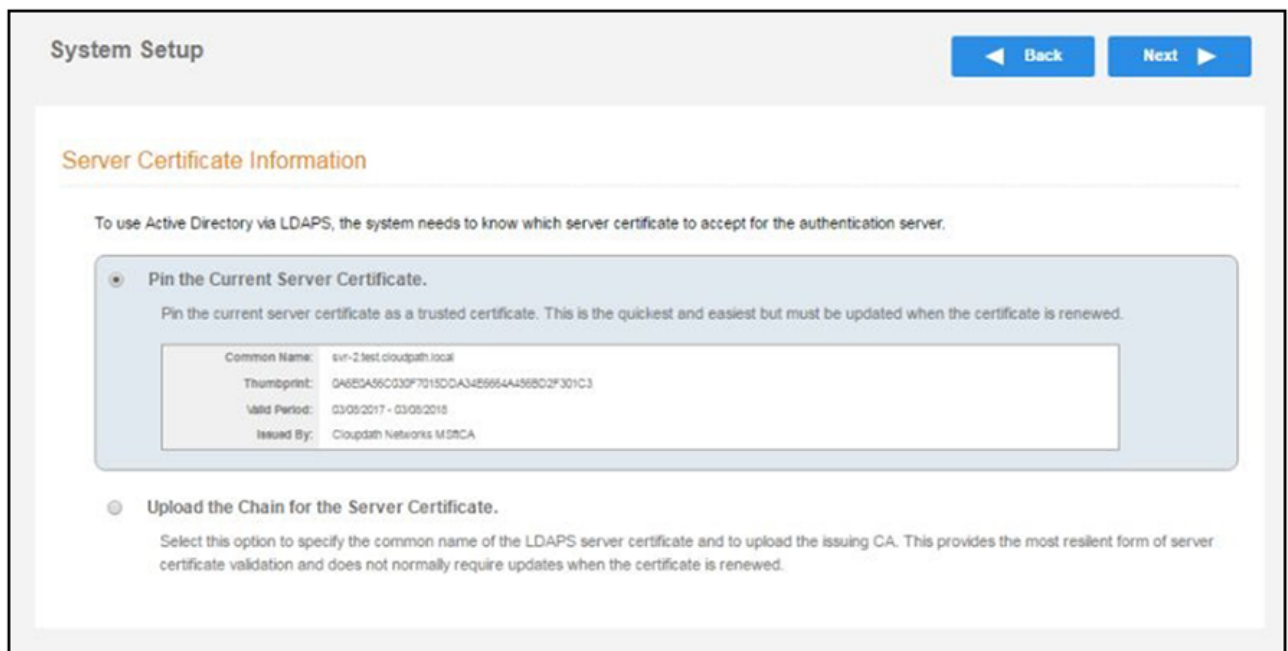 System Setup
Back
Next
Server Certificate Information
To use Active Directory via LDAPS, the system needs to know which server certificate to accept for the authentication server.
Pin the Current Server Certificate.
Pin the current server certificate as a trusted certificate. This is the quickest and easiest but must be updated when the certificate is renewed.
Common Name: svr-2.test.cloudpath.local
Thumbprint:
Valid Period: 03/08/2017 - 03/08/2018
Issued By: Cloupdath Networks MSftCA
Upload the Chain for the Server Certificate.
Select this option to specify the common name of the LDAPS server certificate and to upload the issuing CA. This provides the most resilent form of server
certificate validation and does not normally require updates when the certificate is renewed.